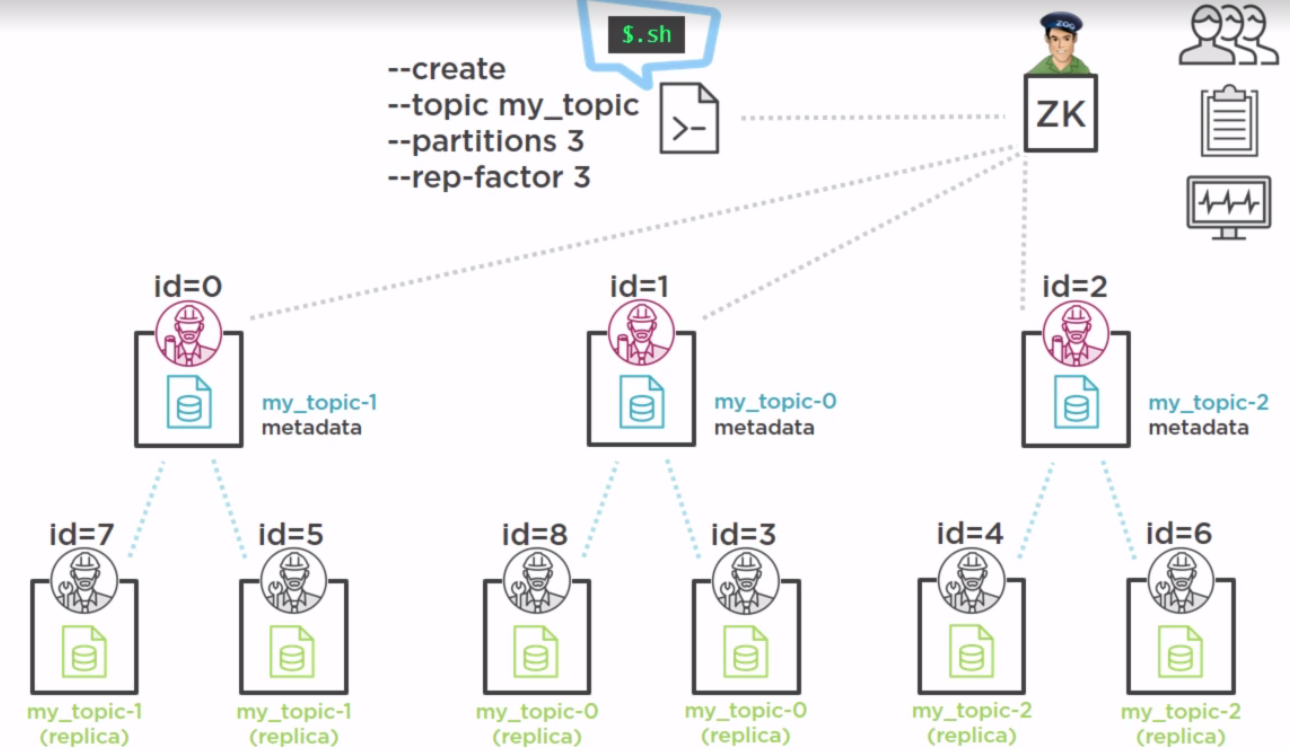 $.sh
--create
--topic my_topic
--partitions 3
--rep-factor 3
ZOO
ZK
id=0
id=1
id=2
my_topic-1
metadata
my_topic-0
metadata
my_topic-2
metadata
id=7
id=5
id=8
id=3
id=4
id=6
my_topic-1
(replica)
my_topic-1
(replica)
my_topic-0
(replica)
my_topic-0
(replica)
my_topic-2
(replica)
my_topic-2
(replica)